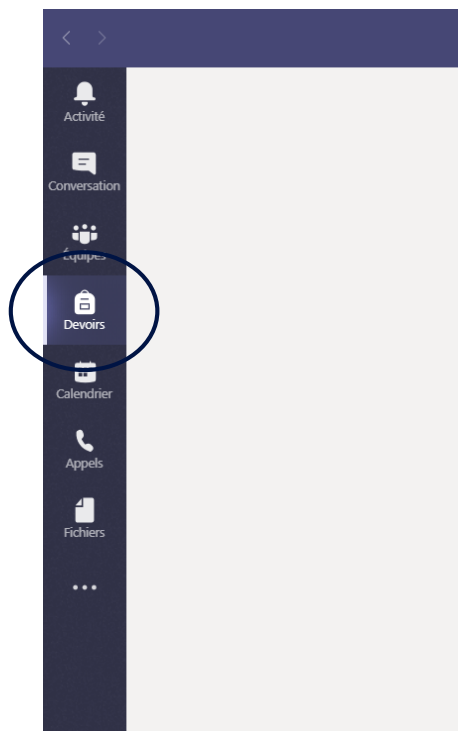 Activité
Conversation
Équipes
Devoirs
Calendrier
Appels
Fichiers